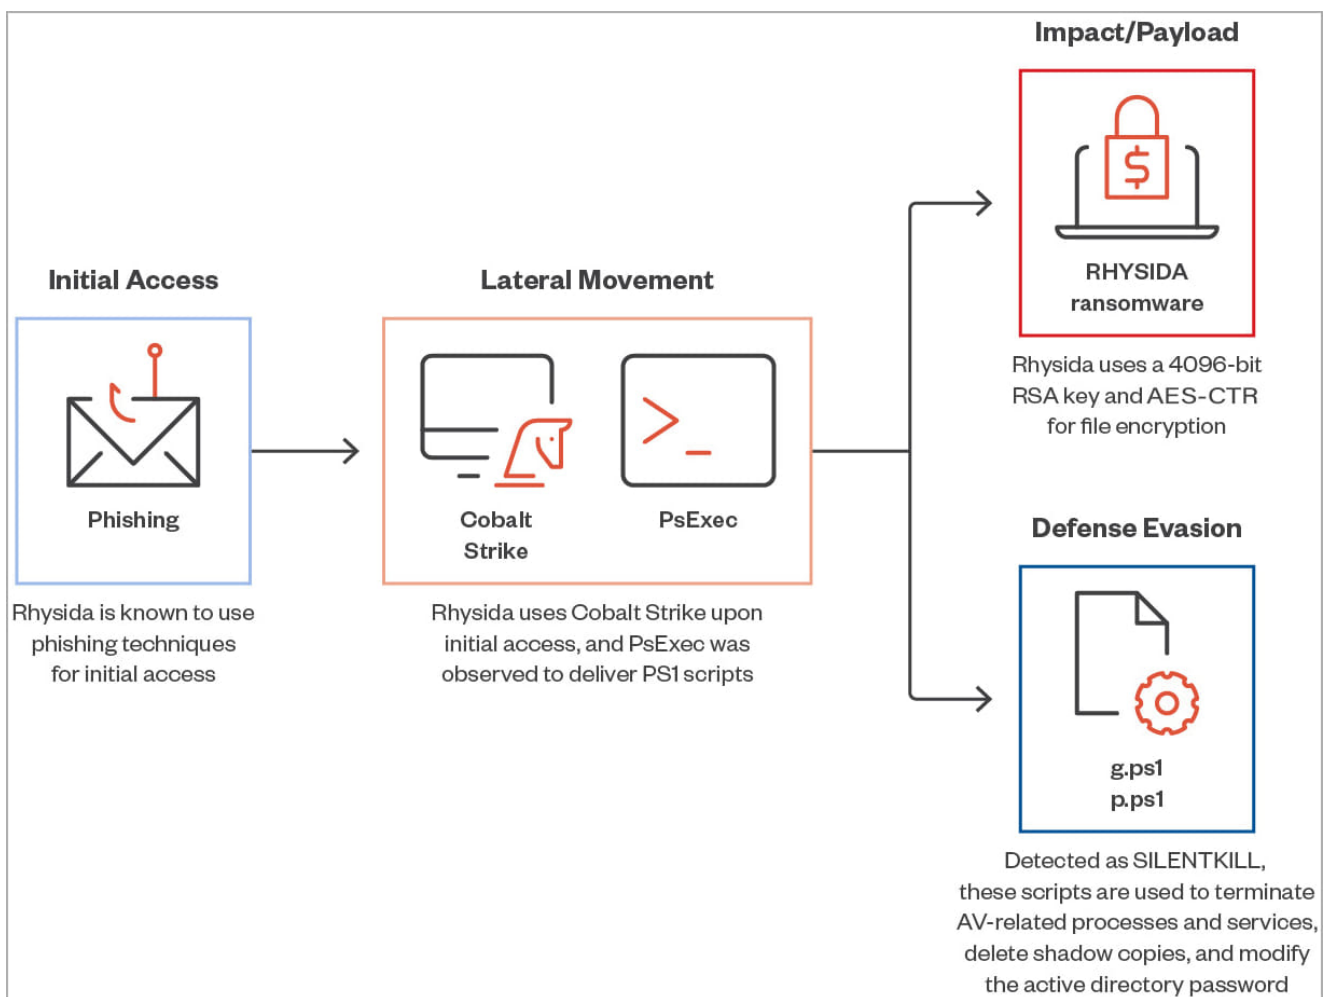 Impact/Payload
RHYSIDA
ransomware
Rhysida uses a 4096-bit
RSA key and AES-CTR
for file encryption
Initial Access
Phishing
Rhysida is known to use
phishing techniques
for initial access
Lateral Movement
Cobalt
Strike
PsExec
Rhysida uses Cobalt Strike upon
initial access, and PsExec was
observed to deliver PS1 scripts
Defense Evasion
g.ps1
p.ps1
Detected as SILENTKILL,
these scripts are used to terminate
AV-related processes and services,
delete shadow copies, and modify
the active directory password